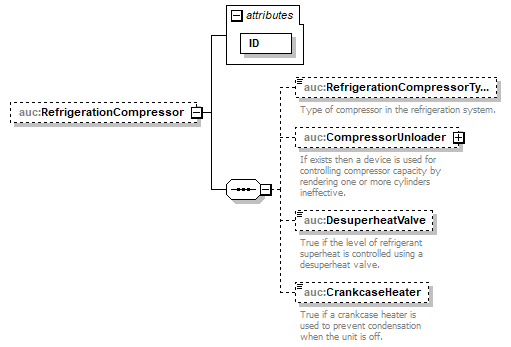 attributes
ID
auc:RefrigerationCompressor
auc:RefrigerationCompressorTy...
Type of compressor in the refrigeration system.
auc:CompressorUnloader
If exists then a device is used for
controlling compressor capacity by
rendering one or more cylinders
ineffective.
auc:DesuperheatValve
True if the level of refrigerant
superheat is controlled using a
desuperheat valve.
auc:CrankcaseHeater
True if a crankcase heater is
used to prevent condensation
when the unit is off.